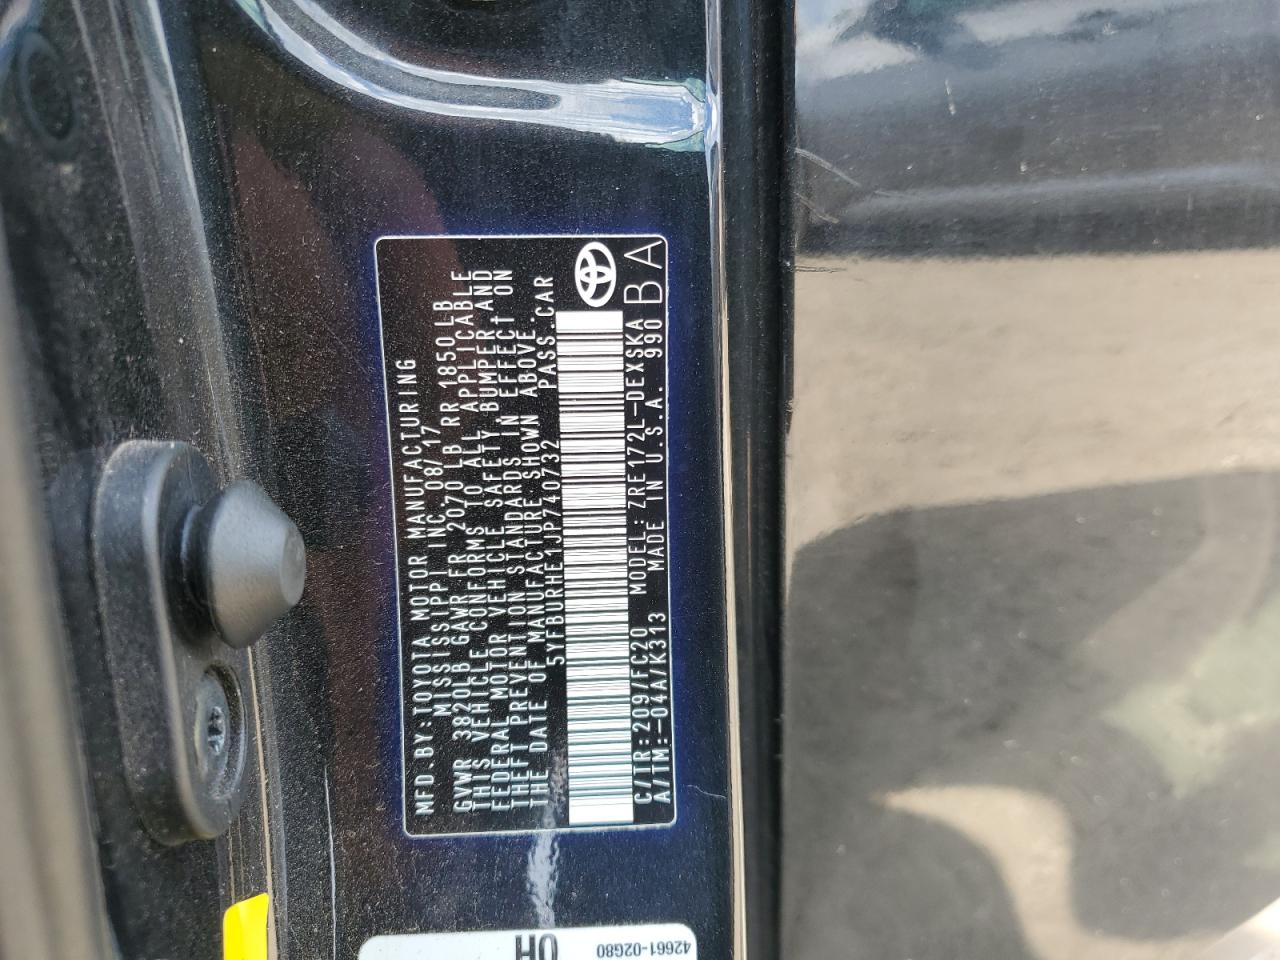 MFD.BY:TOYOTA MOTOR MANUFACTURING
MISSISSIPPI INC. 08/17
GVWR 3820LB GAWR FR 2070 LB RR 1850LB
THIS VEHICLE CONFORMS TO ALL APPLICABLE
FEDERAL MOTOR VEHICLE SAFETY, BUMPER, AND
THEFT PREVENTION STANDARDS IN EFFECT ON
THE DATE OF MANUFACTURE SHOWN ABOVE.
5YFBURHE1JP740732 PASS.CAR
C/TR:209/FC20 MODEL:ZRE172L-DEXSKA BA
A/TM:-04A/K313 MADE IN U.S.A. 990
OH
42661-02G80